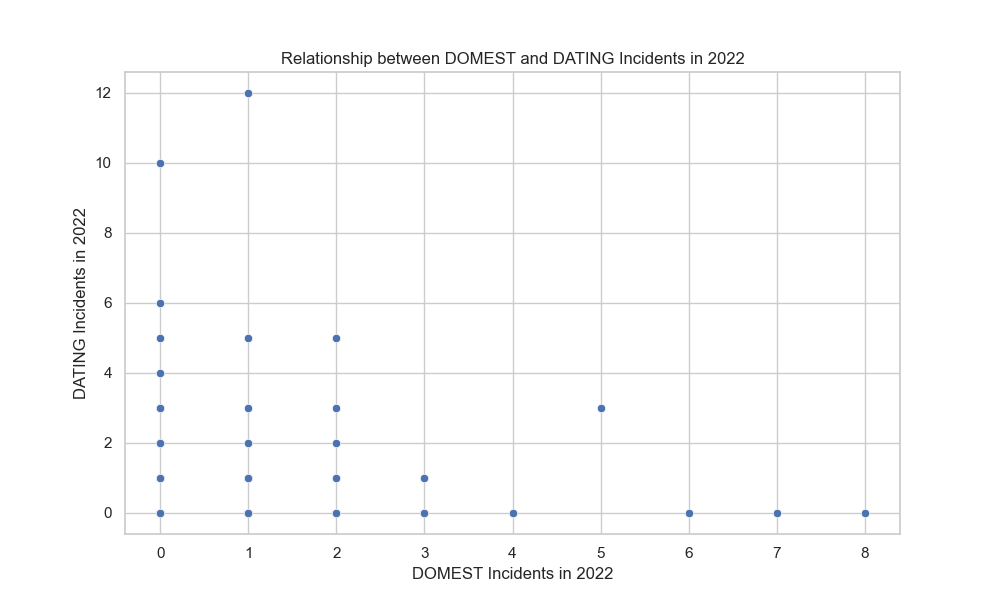 Relationship between DOMEST and DATING Incidents in 2022
DATING Incidents in 2022
12
10
8
6
4
2
0
0 1 2 3 4 5 6 7 8
DOMEST Incidents in 2022